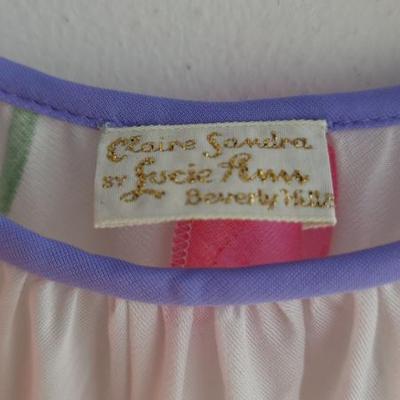 Claire Sandra
BY Lucie Ann
Beverly Hills